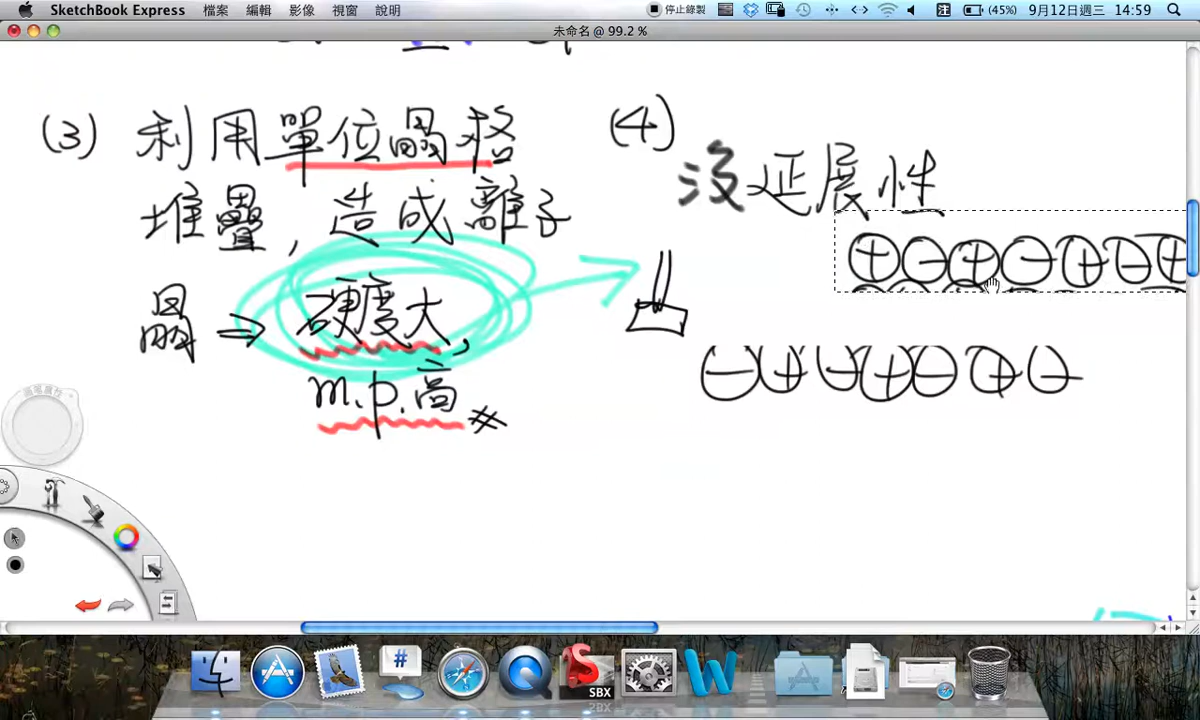 SketchBook Express 檔案 編輯 影像 視窗 說明 停止錄製 (45%) 9月12日週三 14:59
未命名 @ 99.2 %
(3) 利用單位晶格
堆疊, 造成離子
晶 ⇒ 硬度大,
m.p.高
(4)
沒延展性
+ - + - + - +
- + - + - + -
SBX